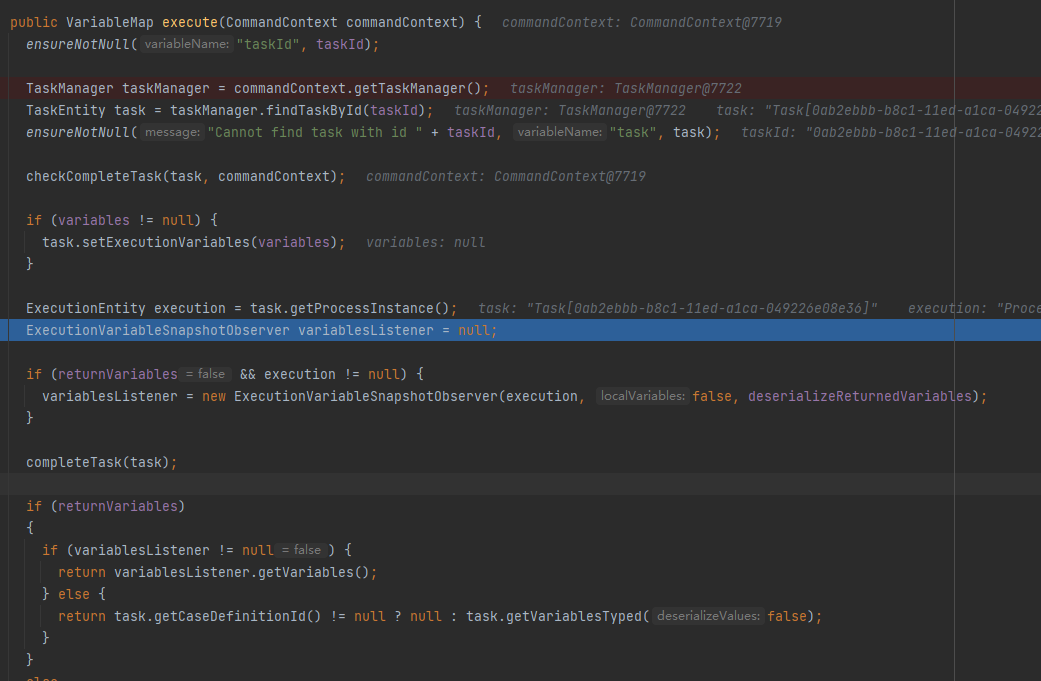 public VariableMap execute(CommandContext commandContext) {   commandContext: CommandContext@7719
ensureNotNull( variableName: "taskId", taskId);
TaskManager taskManager = commandContext.getTaskManager();   taskManager: TaskManager@7722
TaskEntity task = taskManager.findTaskById(taskId);   taskManager: TaskManager@7722   task: "Task[0ab2ebbb-b8c1-11ed-a1ca-04922
ensureNotNull( message: "Cannot find task with id " + taskId, variableName: "task", task);   taskId: "0ab2ebbb-b8c1-11ed-a1ca-04922
checkCompleteTask(task, commandContext);   commandContext: CommandContext@7719
if (variables != null) {
task.setExecutionVariables(variables);   variables: null
}
ExecutionEntity execution = task.getProcessInstance();   task: "Task[0ab2ebbb-b8c1-11ed-a1ca-049226e08e36]"   execution: "Proce
ExecutionVariableSnapshotObserver variablesListener = null;
if (returnVariables = false && execution != null) {
variablesListener = new ExecutionVariableSnapshotObserver(execution, localVariables: false, deserializeReturnedVariables);
}
completeTask(task);
if (returnVariables)
{
if (variablesListener != null = false ) {
return variablesListener.getVariables();
} else {
return task.getCaseDefinitionId() != null ? null : task.getVariablesTyped( deserializeValues: false);
}
}
else